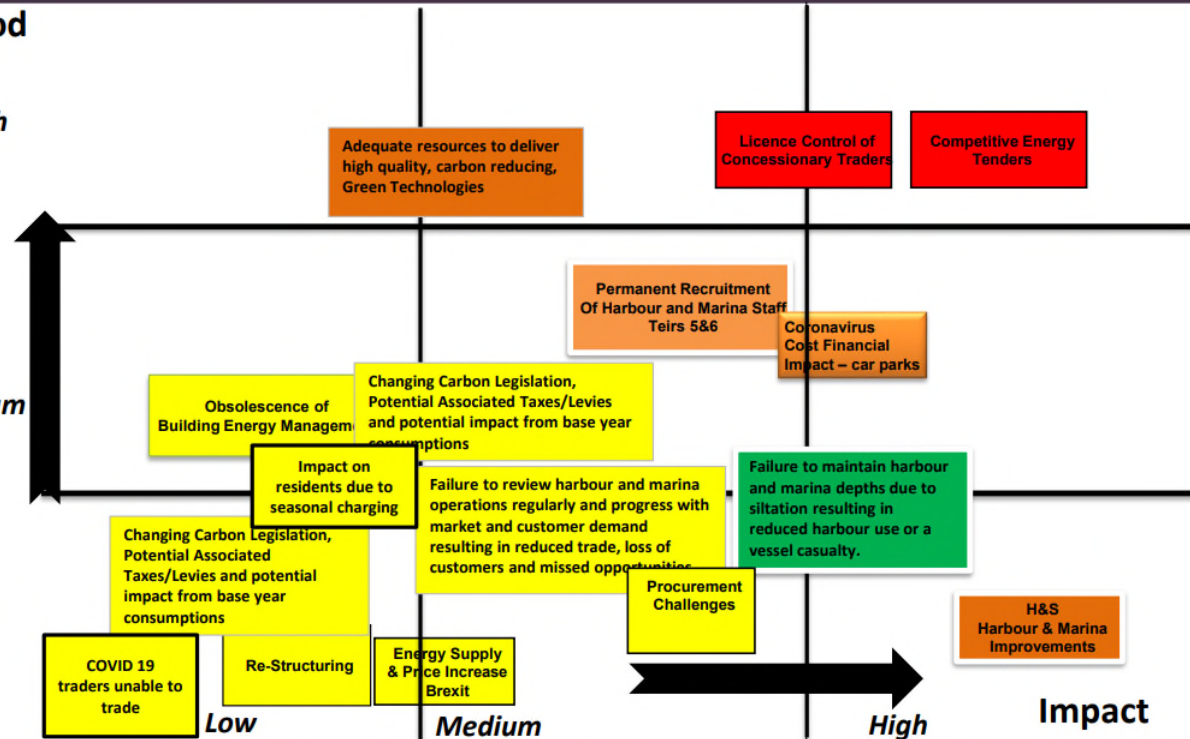 od
h
Adequate resources to deliver
high quality, carbon reducing,
Green Technologies
Licence Control of
Concessionary Traders
Competitive Energy
Tenders
Permanent Recruitment
Of Harbour and Marina Staff
Teirs 5&6
Coronavirus
Cost Financial
Impact – car parks
um
Obsolescence of
Building Energy Manageme
Changing Carbon Legislation,
Potential Associated Taxes/Levies
and potential impact from base year
consumptions
Impact on
residents due to
seasonal charging
Failure to review harbour and marina
operations regularly and progress with
market and customer demand
resulting in reduced trade, loss of
customers and missed opportunities
Failure to maintain harbour
and marina depths due to
siltation resulting in
reduced harbour use or a
vessel casualty.
Changing Carbon Legislation,
Potential Associated
Taxes/Levies and potential
impact from base year
consumptions
Procurement
Challenges
H&S
Harbour & Marina
Improvements
COVID 19
traders unable to
trade
Re-Structuring
Energy Supply
& Price Increase
Brexit
Low
Medium
High
Impact